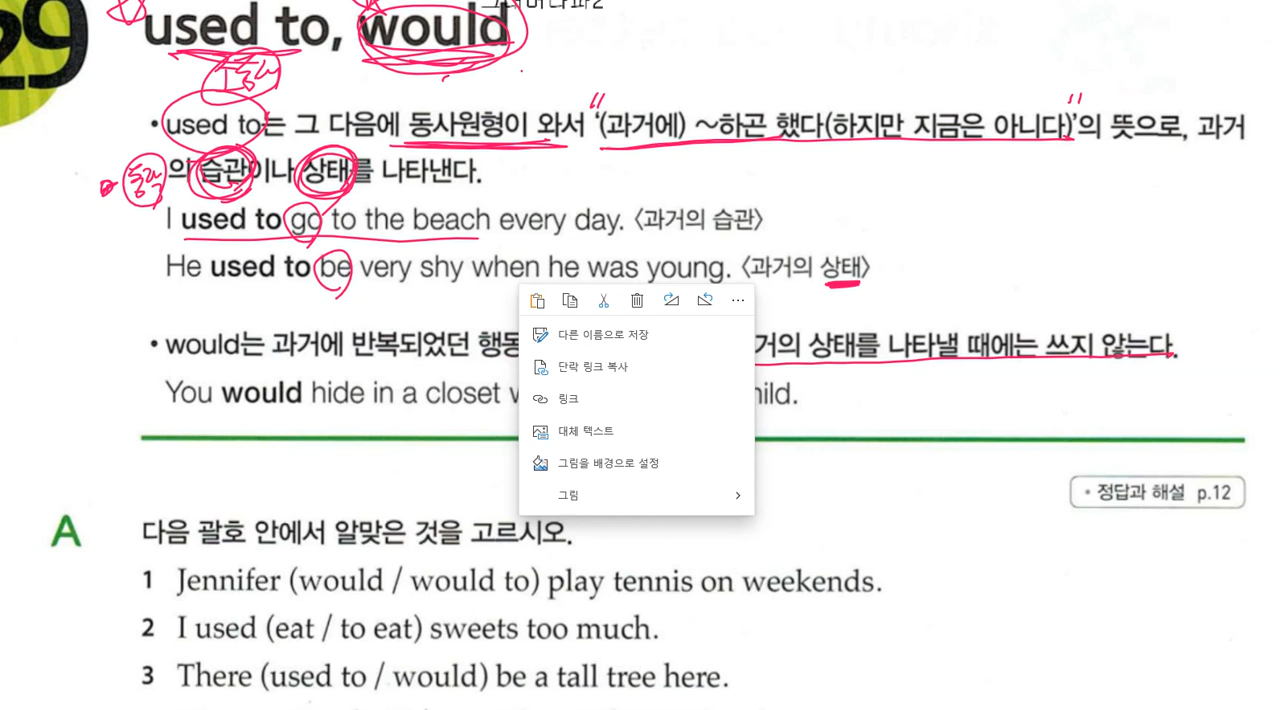 29 used to, would
조동사
• used to는 그 다음에 동사원형이 와서 ‘(과거에) ~하곤 했다(하지만 지금은 아니다)’의 뜻으로, 과거
의 습관이나 상태를 나타낸다.
I used to go to the beach every day. 〈과거의 습관〉
He used to be very shy when he was young. 〈과거의 상태〉
다른 이름으로 저장
단락 링크 복사
링크
대체 텍스트
그림을 배경으로 설정
그림
• would는 과거에 반복되었던 행동 거의 상태를 나타낼 때에는 쓰지 않는다.
You would hide in a closet
• 정답과 해설 p.12
A 다음 괄호 안에서 알맞은 것을 고르시오.
1 Jennifer (would / would to) play tennis on weekends.
2 I used (eat / to eat) sweets too much.
3 There (used to / would) be a tall tree here.